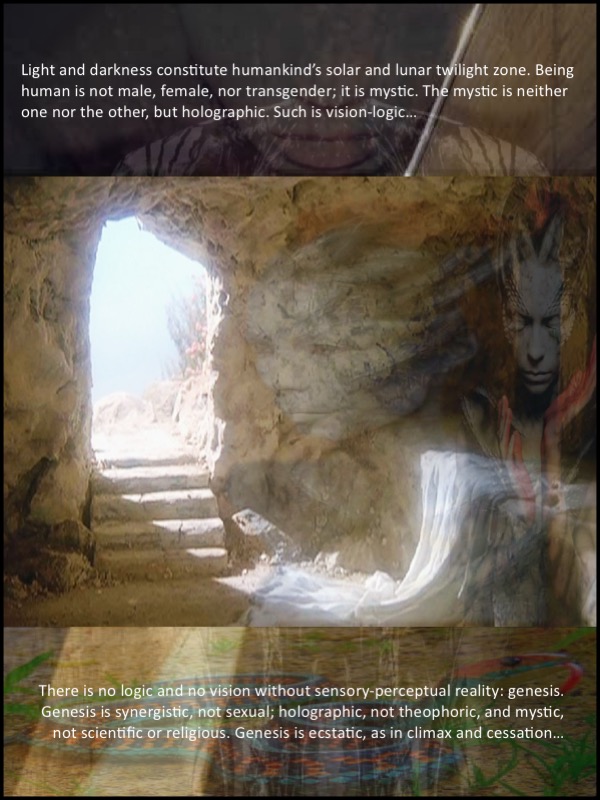 Light and darkness constitute humankind’s solar and lunar twilight zone. Being
human is not male, female, nor transgender; it is mystic. The mystic is neither
one nor the other, but holographic. Such is vision-logic…
There is no logic and no vision without sensory-perceptual reality: genesis.
Genesis is synergistic, not sexual; holographic, not theophoric, and mystic,
not scientific or religious. Genesis is ecstatic, as in climax and cessation…